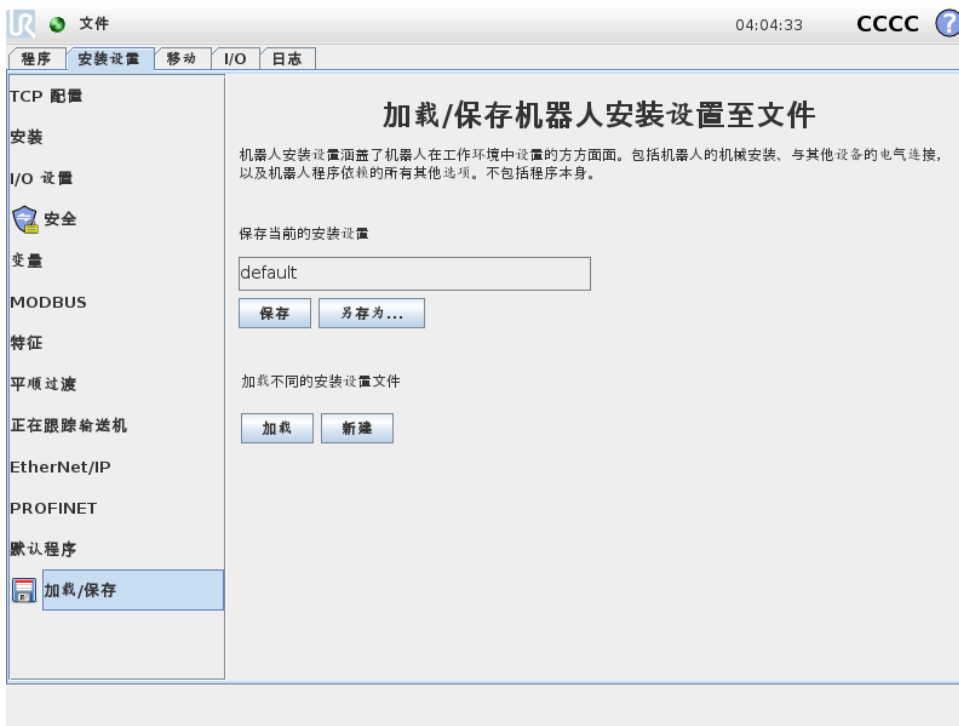 UR 文件 04:04:33 CCCC ?
程序 安装设置 移动 I/O 日志
TCP 配置
安装
I/O 设置
安全
变量
MODBUS
特征
平顺过渡
正在跟踪输送机
EtherNet/IP
PROFINET
默认程序
加载/保存
加载/保存机器人安装设置至文件
机器人安装设置涵盖了机器人在工作环境中设置的方方面面。包括机器人的机械安装、与其他设备的电气连接,
以及机器人程序依赖的所有其他选项。不包括程序本身。
保存当前的安装设置
default
保存 另存为...
加载不同的安装设置文件
加载 新建